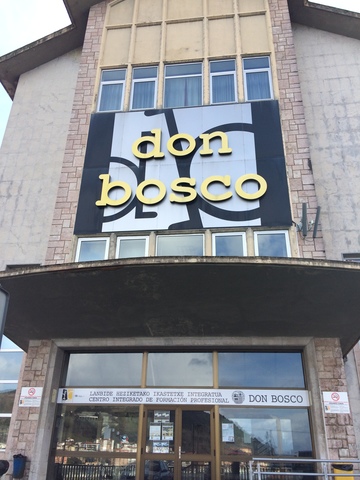 don
bosco
LANBIDE HEZIKETAKO IKASTETXE INTEGRATUA
CENTRO INTEGRADO DE FORMACIÓN PROFESIONAL
DON BOSCO